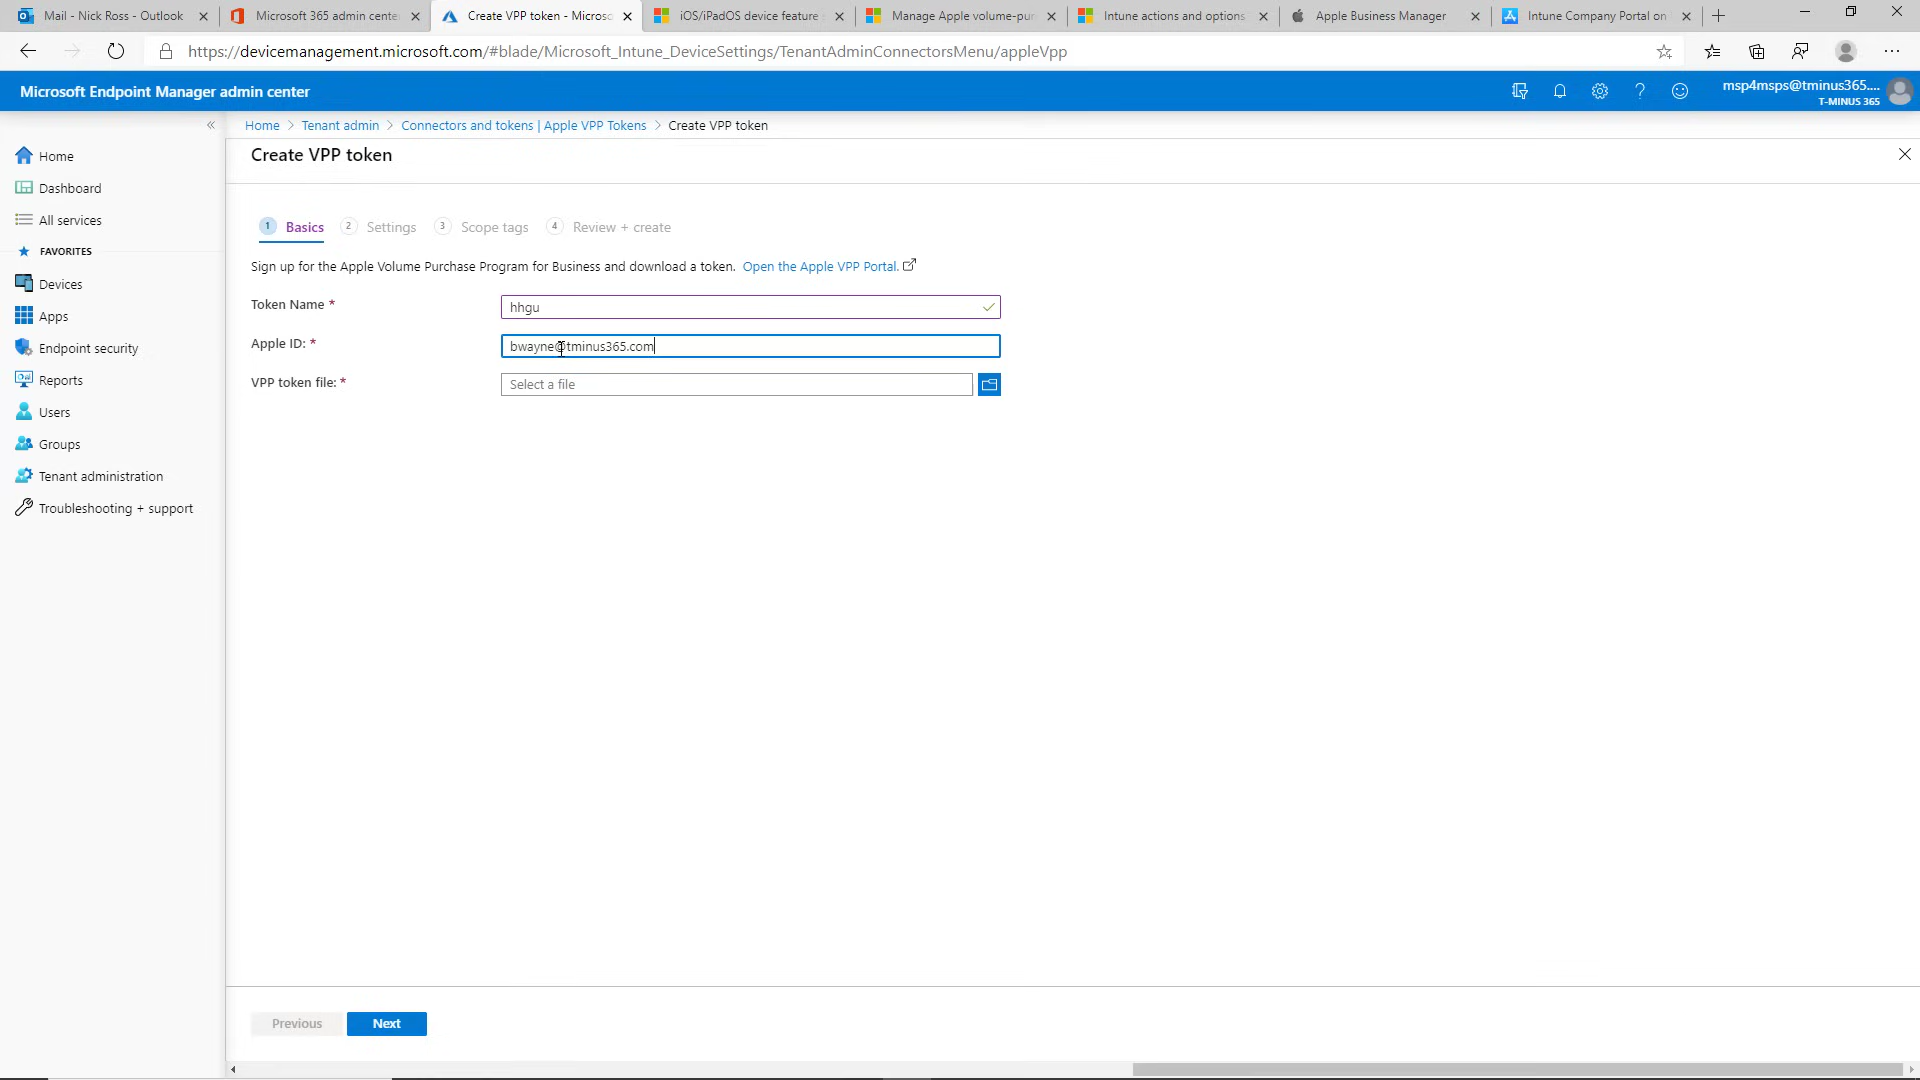 Mail - Nick Ross - Outlook
Microsoft 365 admin cente
Create VPP token - Microso
iOS/iPadOS device feature s
Manage Apple volume-pur
Intune actions and options
Apple Business Manager
Intune Company Portal on
https://devicemanagement.microsoft.com/#blade/Microsoft_Intune_DeviceSettings/TenantAdminConnectorsMenu/appleVpp
Microsoft Endpoint Manager admin center
msp4msps@tminus365....
T-MINUS 365
Home > Tenant admin > Connectors and tokens | Apple VPP Tokens > Create VPP token
Create VPP token
Home
Dashboard
All services
FAVORITES
Devices
Apps
Endpoint security
Reports
Users
Groups
Tenant administration
Troubleshooting + support
1 Basics 2 Settings 3 Scope tags 4 Review + create
Sign up for the Apple Volume Purchase Program for Business and download a token. Open the Apple VPP Portal.
Token Name * hhgu
Apple ID: * bwayne@tminus365.com
VPP token file: * Select a file
Previous Next